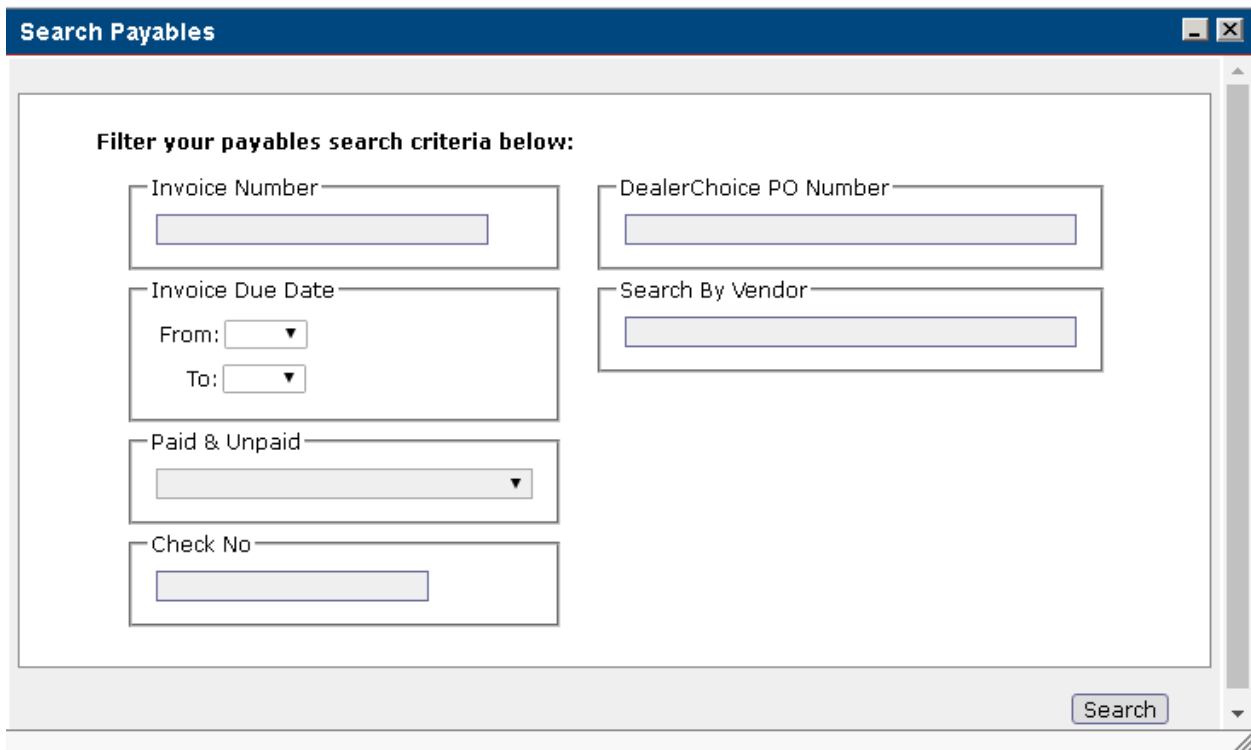 Search Payables
Filter your payables search criteria below:
Invoice Number
DealerChoice PO Number
Invoice Due Date
From:
To:
Search By Vendor
Paid & Unpaid
Check No
Search